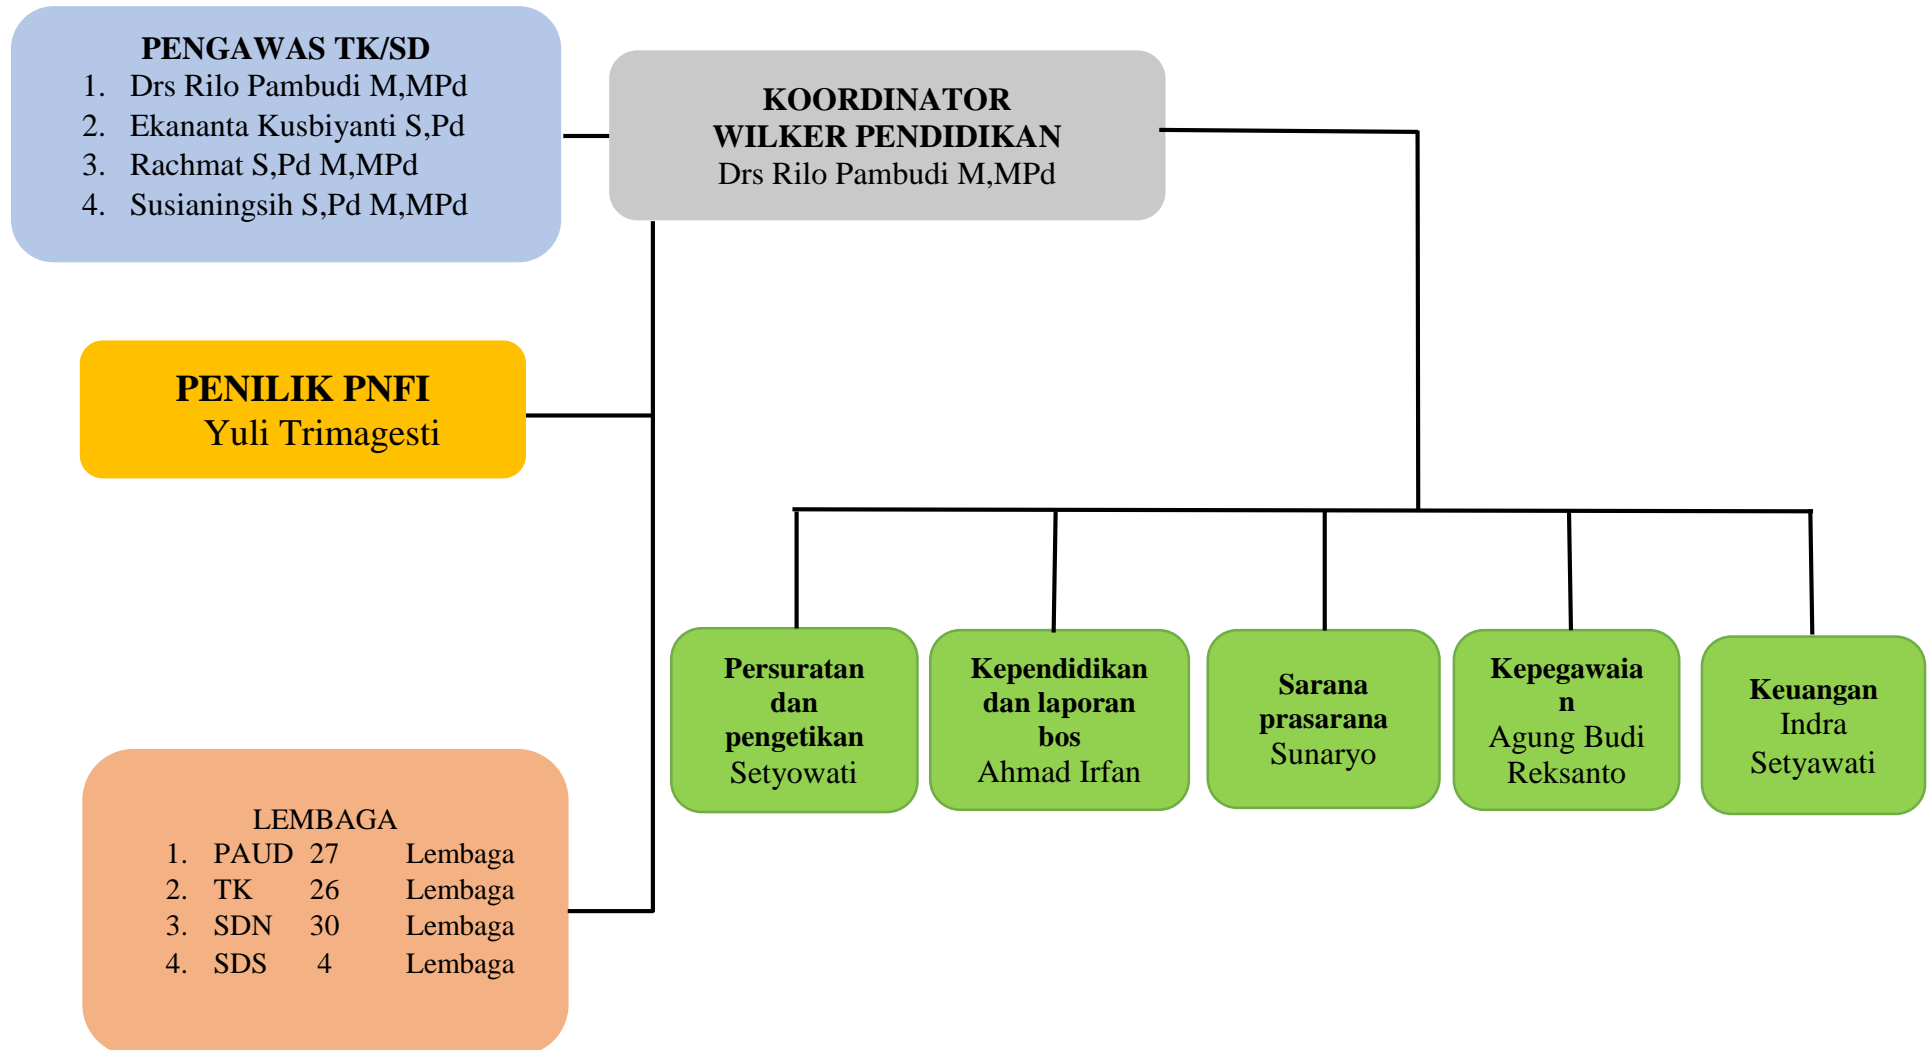 PENGAWAS TK/SD
1. Drs Rilo Pambudi M,MPd
2. Ekananta Kusbiyanti S,Pd
3. Rachmat S,Pd M,MPd
4. Susianingsih S,Pd M,MPd
KOORDINATOR
WILKER PENDIDIKAN
Drs Rilo Pambudi M,MPd
PENILIK PNFI
Yuli Trimagesti
Persuratan
dan
pengetikan
Setyowati
Kependidikan
dan laporan
bos
Ahmad Irfan
Sarana
prasarana
Sunaryo
Kepegawaia
n
Agung Budi
Reksanto
Keuangan
Indra
Setyawati
LEMBAGA
1. PAUD 27 Lembaga
2. TK 26 Lembaga
3. SDN 30 Lembaga
4. SDS 4 Lembaga